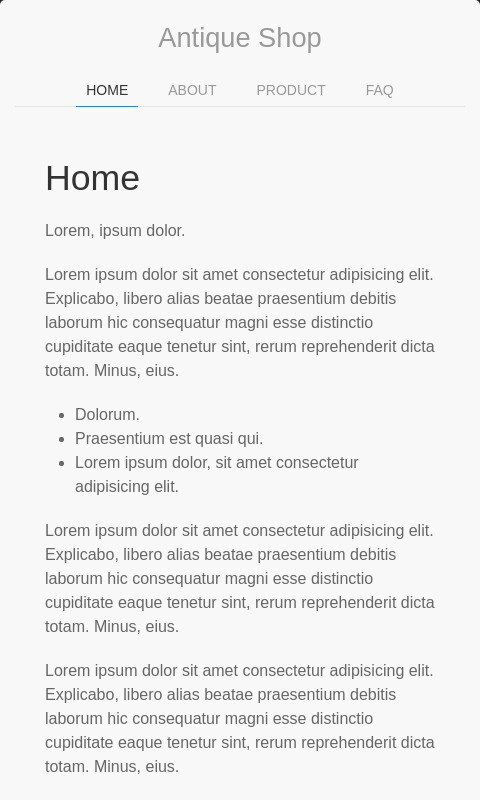 Antique Shop
HOME ABOUT PRODUCT FAQ
Home
Lorem, ipsum dolor.
Lorem ipsum dolor sit amet consectetur adipisicing elit.
Explicabo, libero alias beatae praesentium debitis
laborum hic consequatur magni esse distinctio
cupiditate eaque tenetur sint, rerum reprehenderit dicta
totam. Minus, eius.
Dolorum.
Praesentium est quasi qui.
Lorem ipsum dolor, sit amet consectetur
adipisicing elit.
Lorem ipsum dolor sit amet consectetur adipisicing elit.
Explicabo, libero alias beatae praesentium debitis
laborum hic consequatur magni esse distinctio
cupiditate eaque tenetur sint, rerum reprehenderit dicta
totam. Minus, eius.
Lorem ipsum dolor sit amet consectetur adipisicing elit.
Explicabo, libero alias beatae praesentium debitis
laborum hic consequatur magni esse distinctio
cupiditate eaque tenetur sint, rerum reprehenderit dicta
totam. Minus, eius.